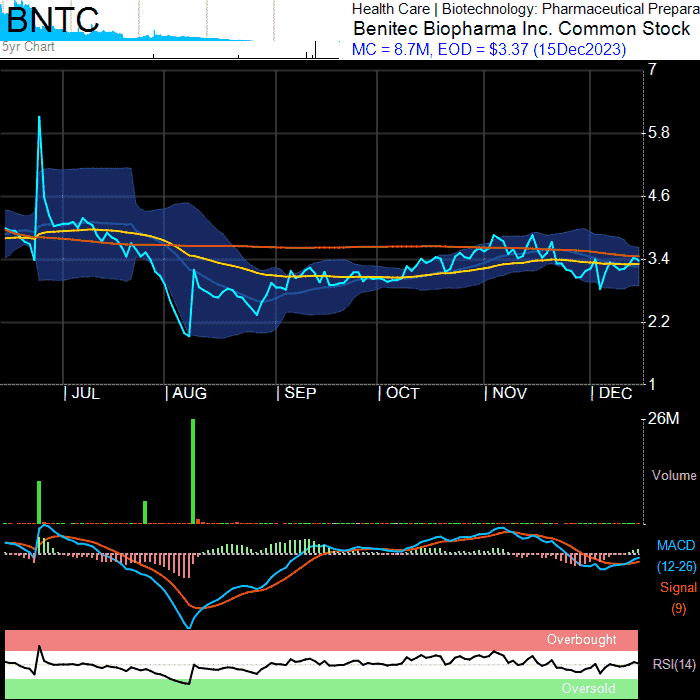 BNTC
5yr Chart
Health Care | Biotechnology: Pharmaceutical Prepara
Benitec Biopharma Inc. Common Stock
MC = 8.7M, EOD = $3.37 (15Dec2023)
7
5.8
4.6
3.4
2.2
1
JUL AUG SEP OCT NOV DEC
26M
Volume
MACD
(12-26)
Signal
(9)
Overbought
RSI(14)
Oversold